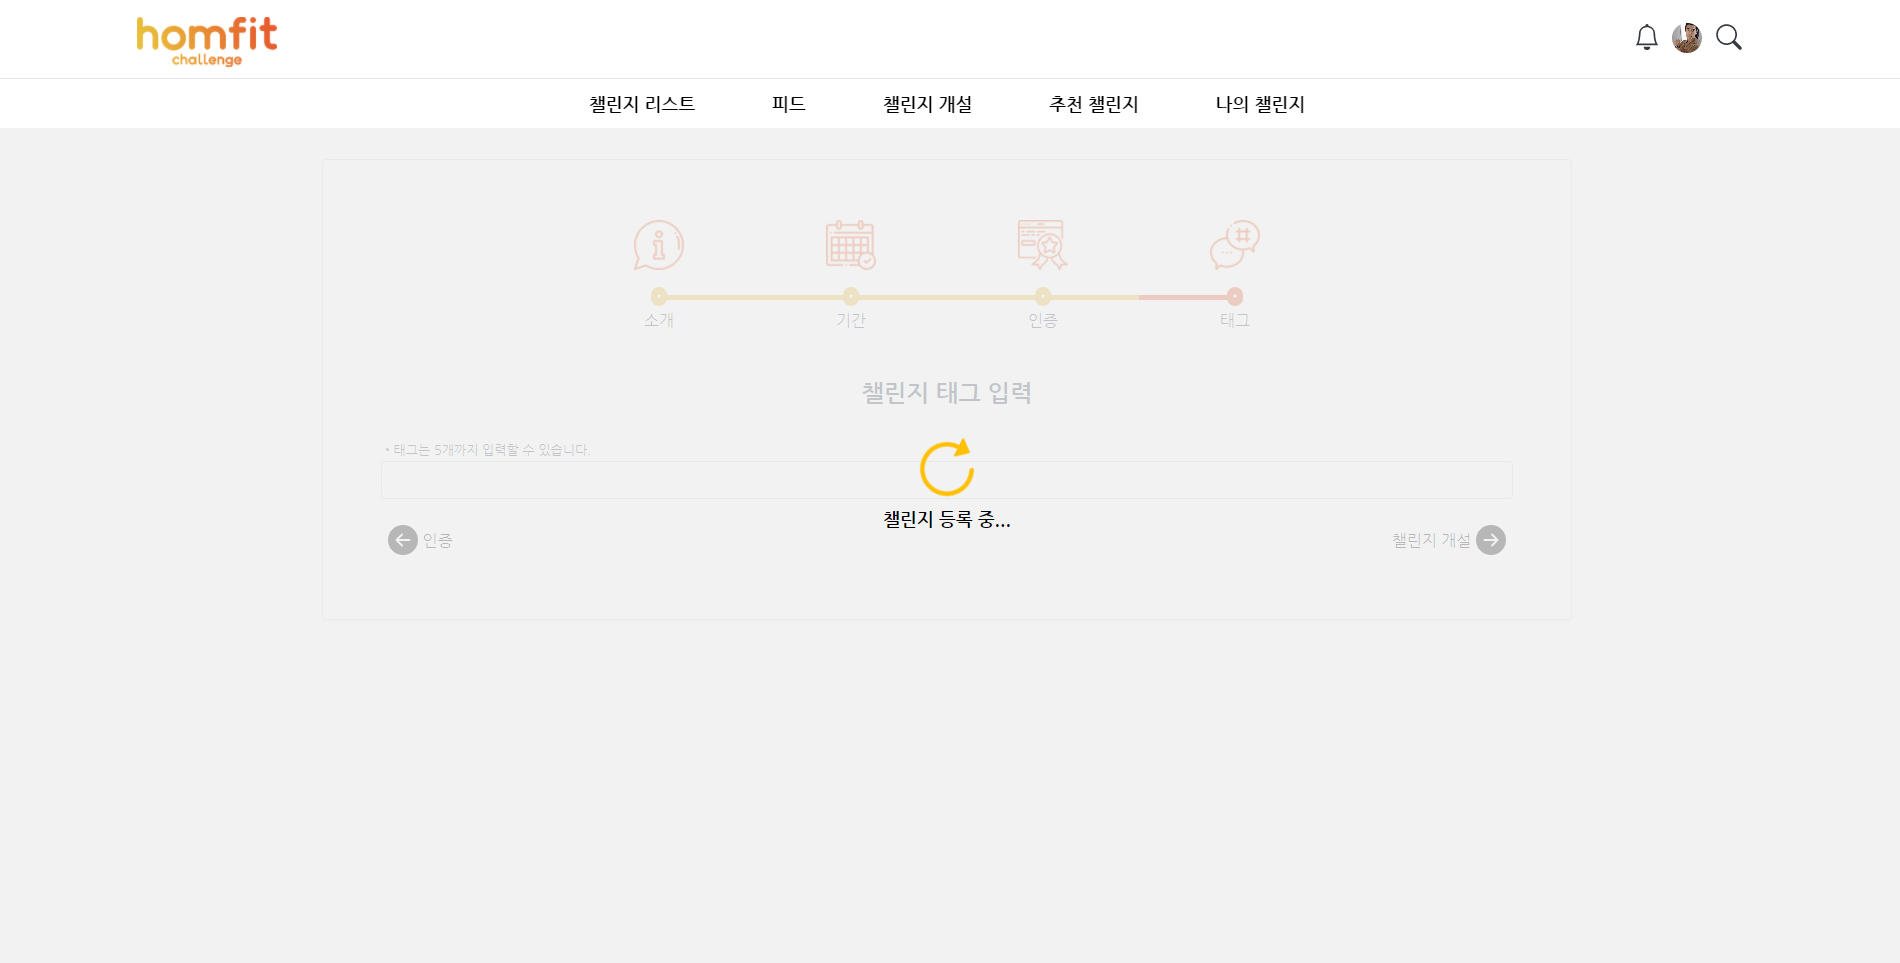 homfit
challenge
챌린지 리스트
피드
챌린지 개설
추천 챌린지
나의 챌린지
소개
기간
인증
태그
챌린지 태그 입력
• 태그는 5개까지 입력할 수 있습니다.
챌린지 등록 중...
인증
챌린지 개설